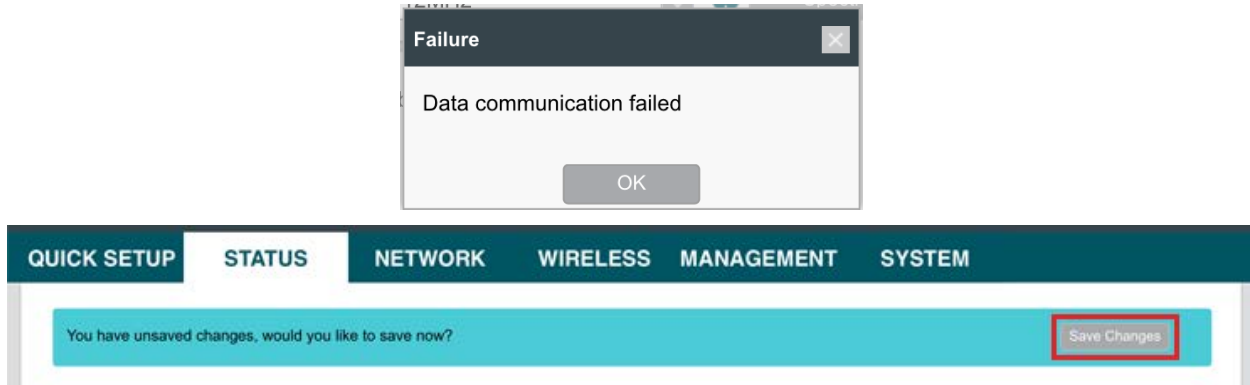 Failure
Data communication failed
OK
QUICK SETUP STATUS NETWORK WIRELESS MANAGEMENT SYSTEM
You have unsaved changes, would you like to save now? Save Changes